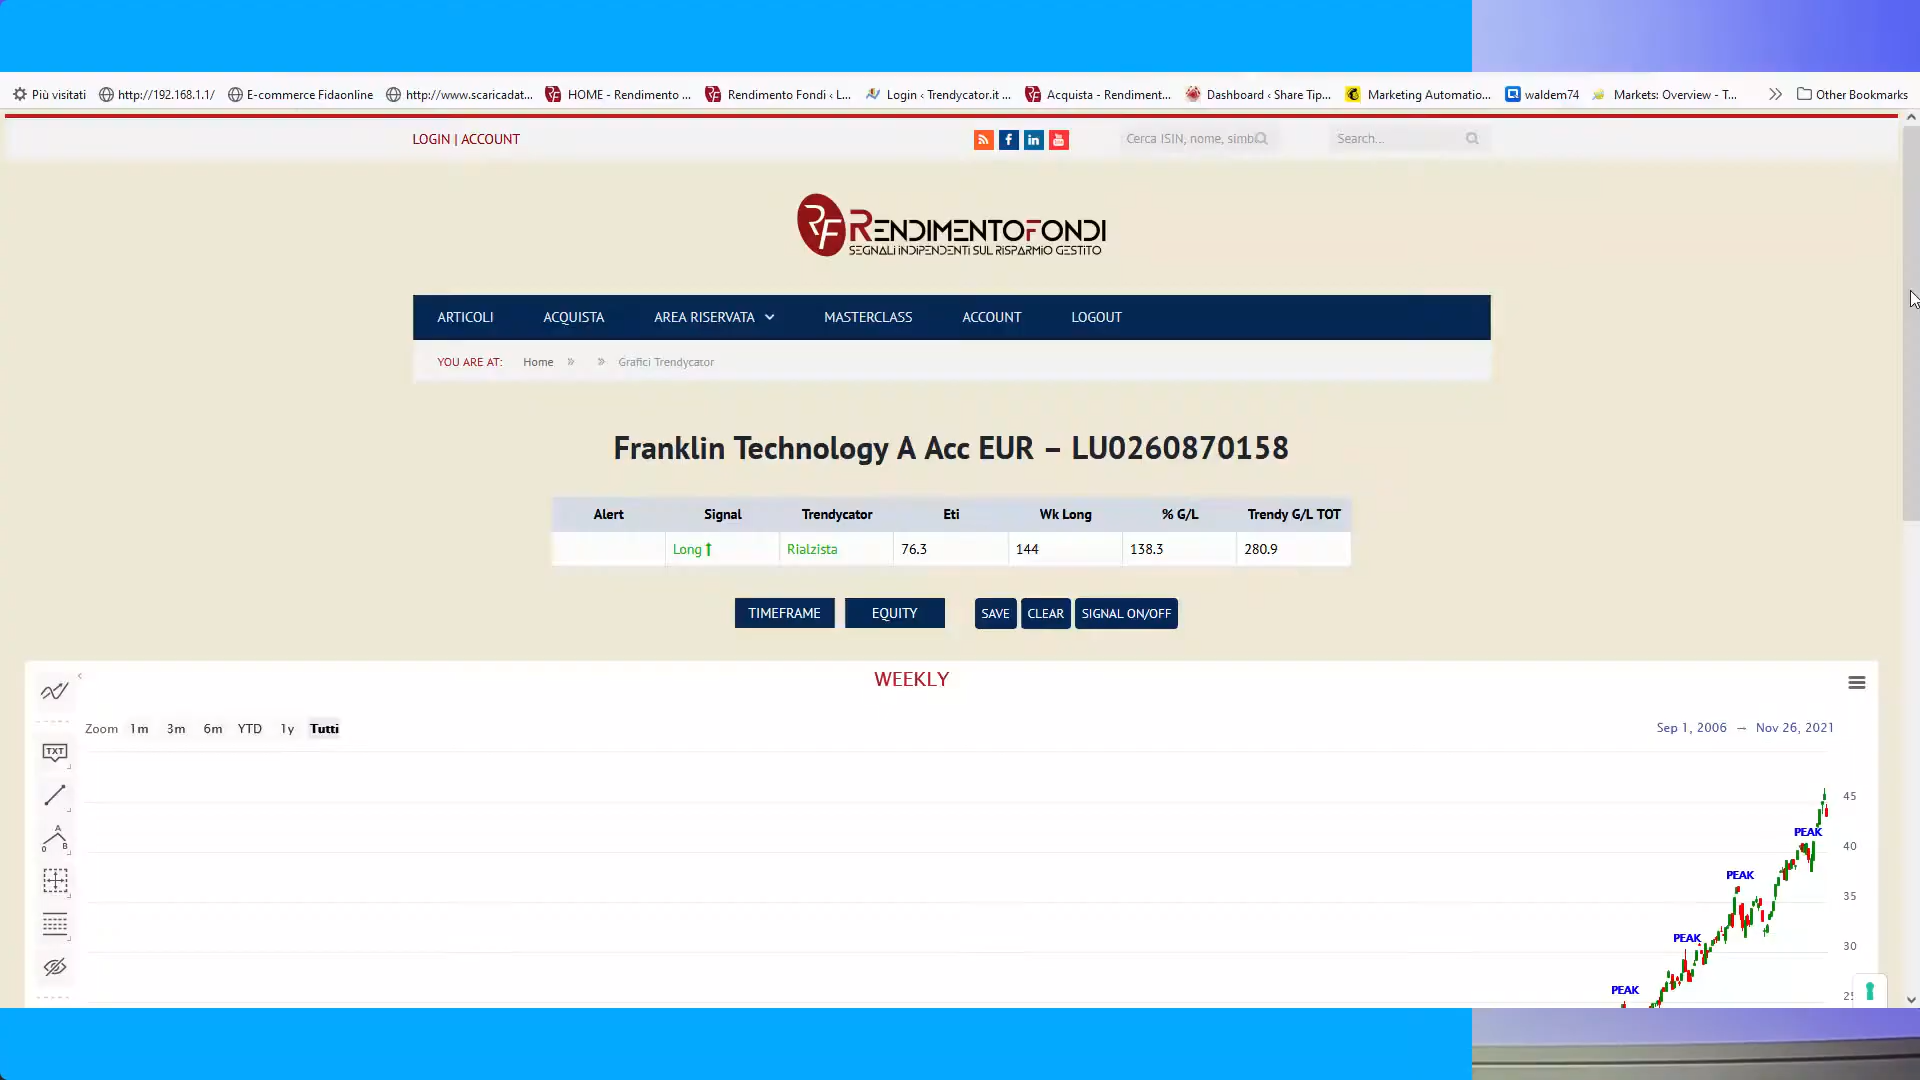 Più visitati http://192.168.1.1/ E-commerce Fidaonline http://www.scaricadat... HOME - Rendimento ... Rendimento Fondi ‹ L... Login ‹ Trendycator.it ... Acquista - Rendiment... Dashboard ‹ Share Tip... Marketing Automatio... waldem74 Markets: Overview - T... Other Bookmarks
LOGIN | ACCOUNT Cerca ISIN, nome, simb Search...
RF RENDIMENTOFONDI
SEGNALI INDIPENDENTI SUL RISPARMIO GESTITO
ARTICOLI ACQUISTA AREA RISERVATA MASTERCLASS ACCOUNT LOGOUT
YOU ARE AT: Home » » Grafici Trendycator
Franklin Technology A Acc EUR – LU0260870158
Alert Signal Trendycator Eti Wk Long % G/L Trendy G/L TOT
Long Rialzista 76.3 144 138.3 280.9
TIMEFRAME EQUITY SAVE CLEAR SIGNAL ON/OFF
WEEKLY
Zoom 1m 3m 6m YTD 1y Tutti Sep 1, 2006 → Nov 26, 2021
TXT
45
PEAK
40
PEAK
35
PEAK
30
PEAK
25
A
0 B